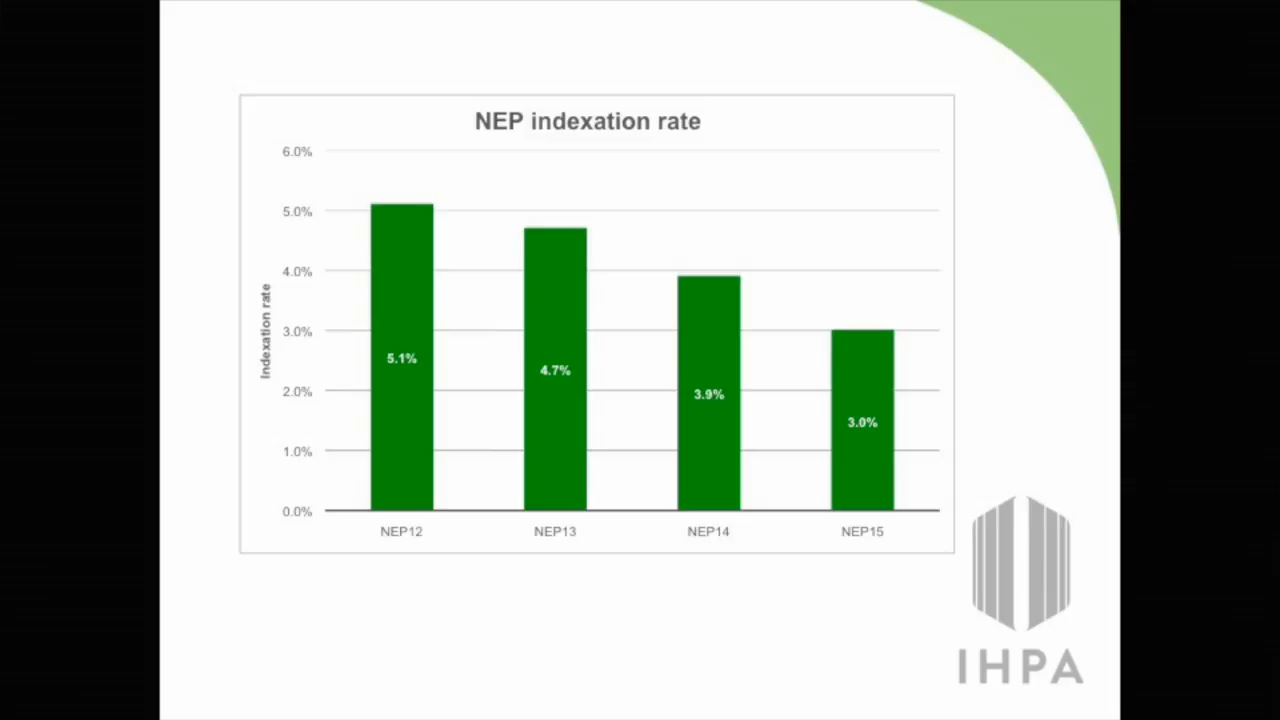 NEP indexation rate
6.0%
5.0%
4.0%
3.0%
2.0%
1.0%
0.0%
Indexation rate
5.1%
4.7%
3.9%
3.0%
NEP12
NEP13
NEP14
NEP15
IHPA